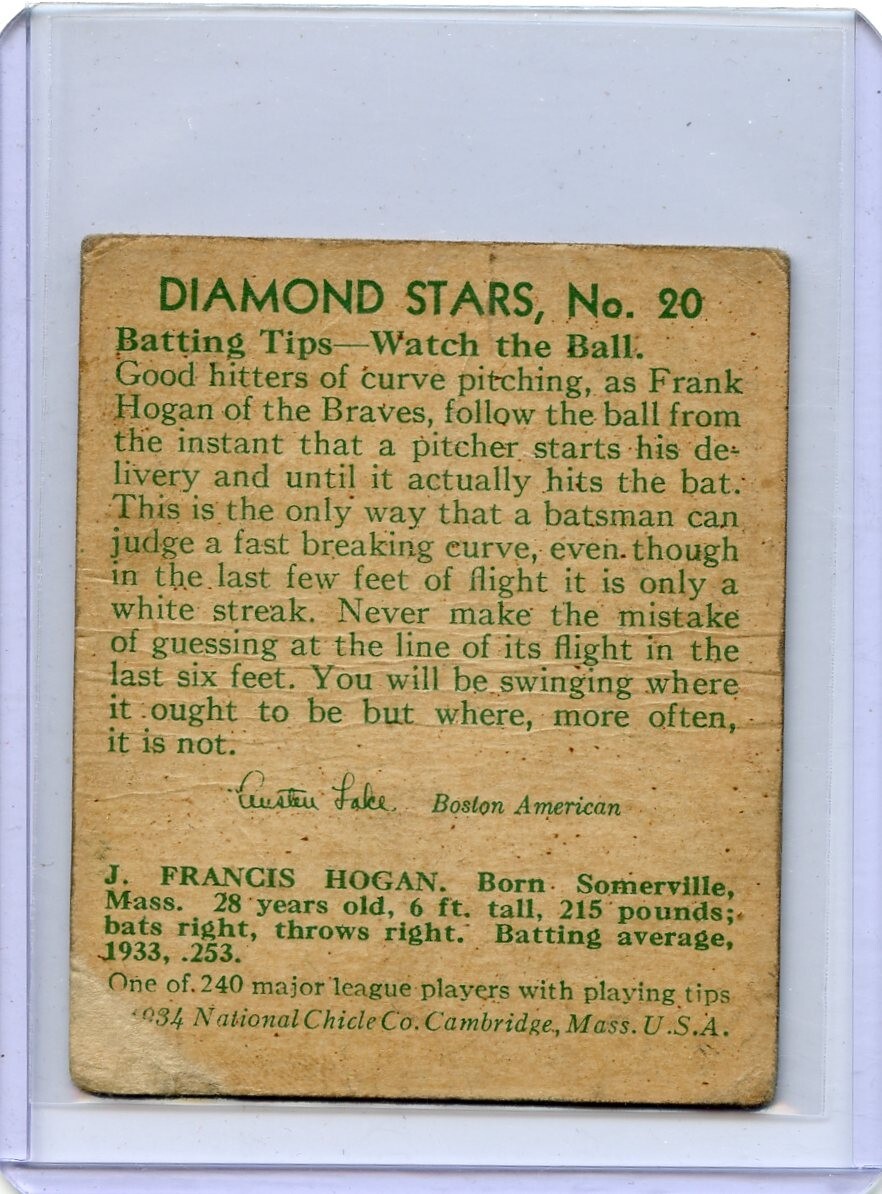 DIAMOND STARS, No. 20
Batting Tips—Watch the Ball.
Good hitters of curve pitching, as Frank
Hogan of the Braves, follow the ball from
the instant that a pitcher starts his de-
livery and until it actually hits the bat.
This is the only way that a batsman can
judge a fast breaking curve, even though
in the last few feet of flight it is only a
white streak. Never make the mistake
of guessing at the line of its flight in the
last six feet. You will be swinging where
it ought to be but where, more often,
it is not.
Austen Lake Boston American
J. FRANCIS HOGAN. Born Somerville,
Mass. 28 years old, 6 ft. tall, 215 pounds;
bats right, throws right. Batting average,
1933, .253.
One of 240 major league players with playing tips
1934 National Chicle Co. Cambridge, Mass. U.S.A.